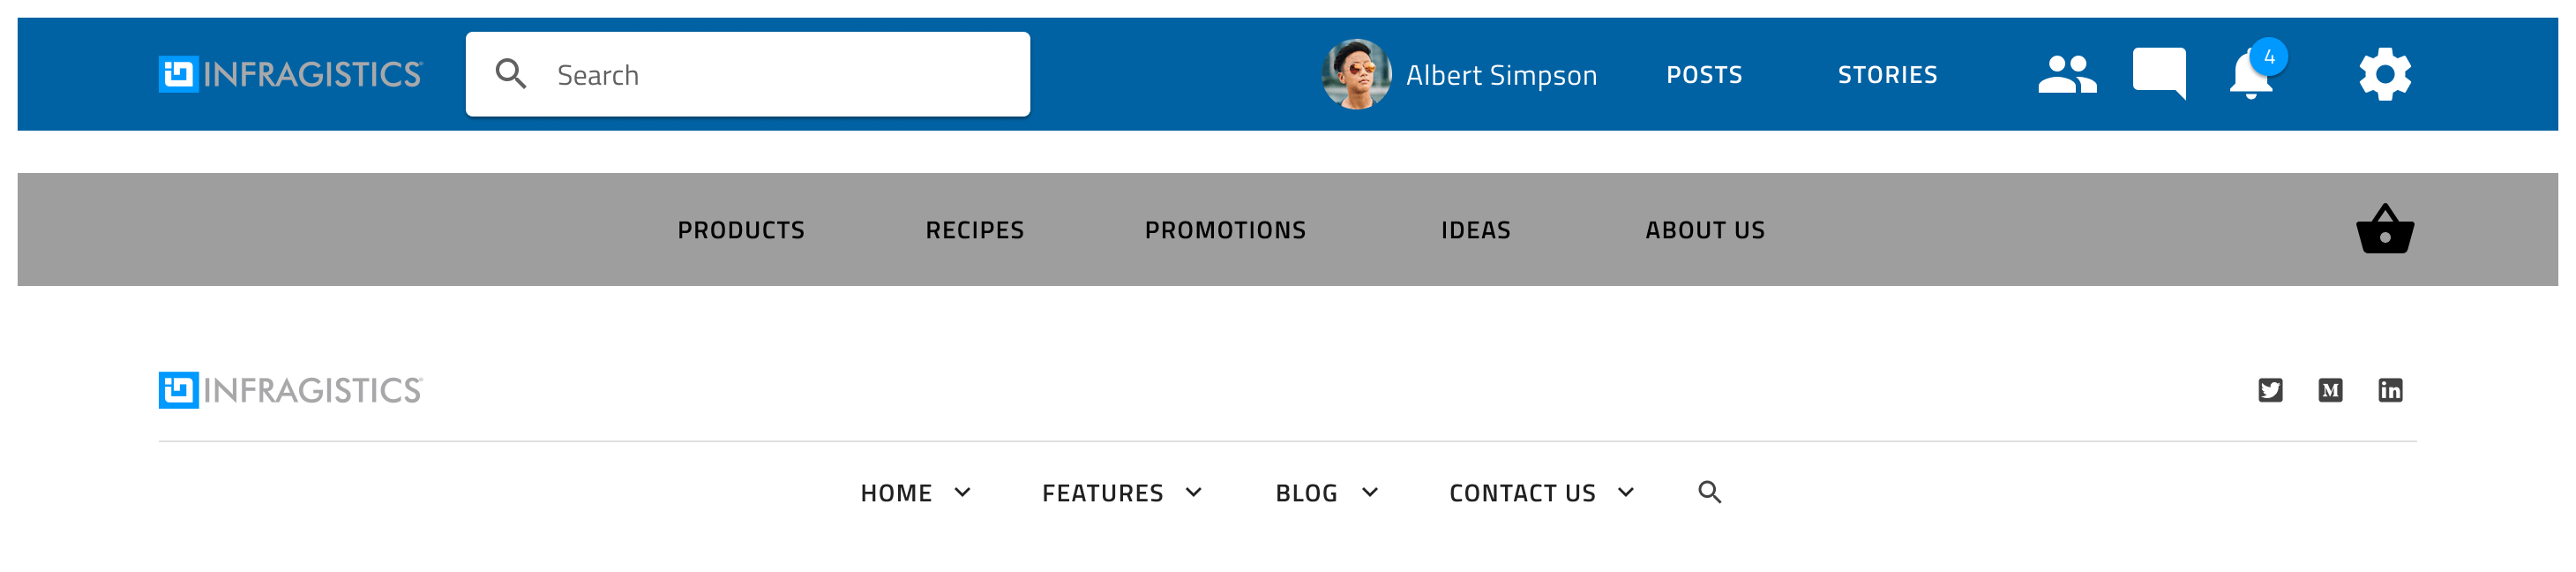 INFRAGISTICS® Search Albert Simpson POSTS STORIES 4
PRODUCTS RECIPES PROMOTIONS IDEAS ABOUT US
INFRAGISTICS®
HOME FEATURES BLOG CONTACT US